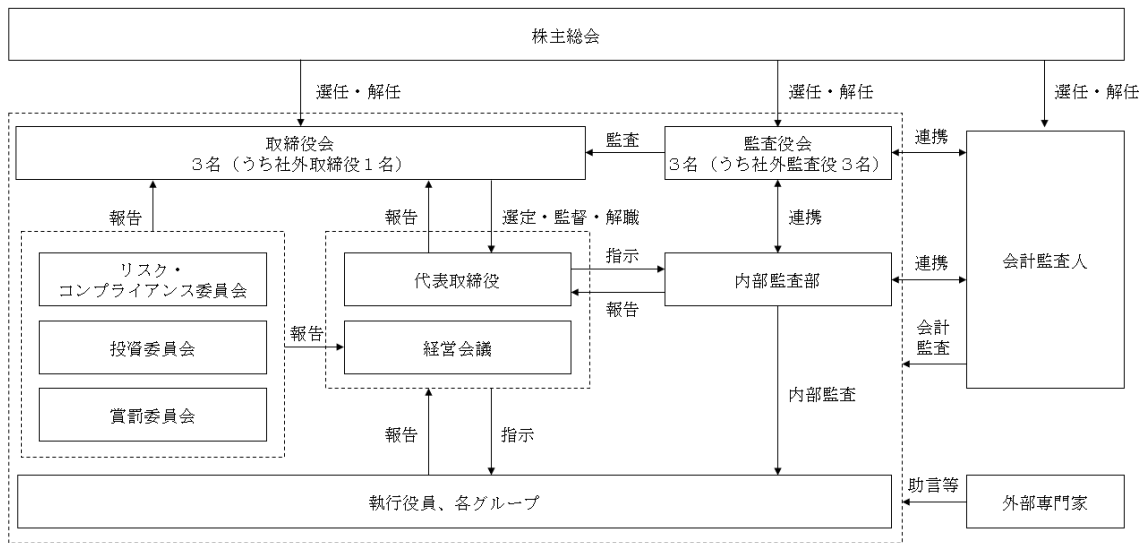 株主総会
選任・解任
選任・解任
選任・解任
取締役会
３名（うち社外取締役１名）
監査
監査役会
３名（うち社外監査役３名）
連携
報告
報告
選定・監督・解職
連携
リスク・
コンプライアンス委員会
代表取締役
指示
報告
内部監査部
連携
会計監査人
投資委員会
報告
経営会議
会計
監査
賞罰委員会
報告
指示
内部監査
執行役員、各グループ
助言等
外部専門家